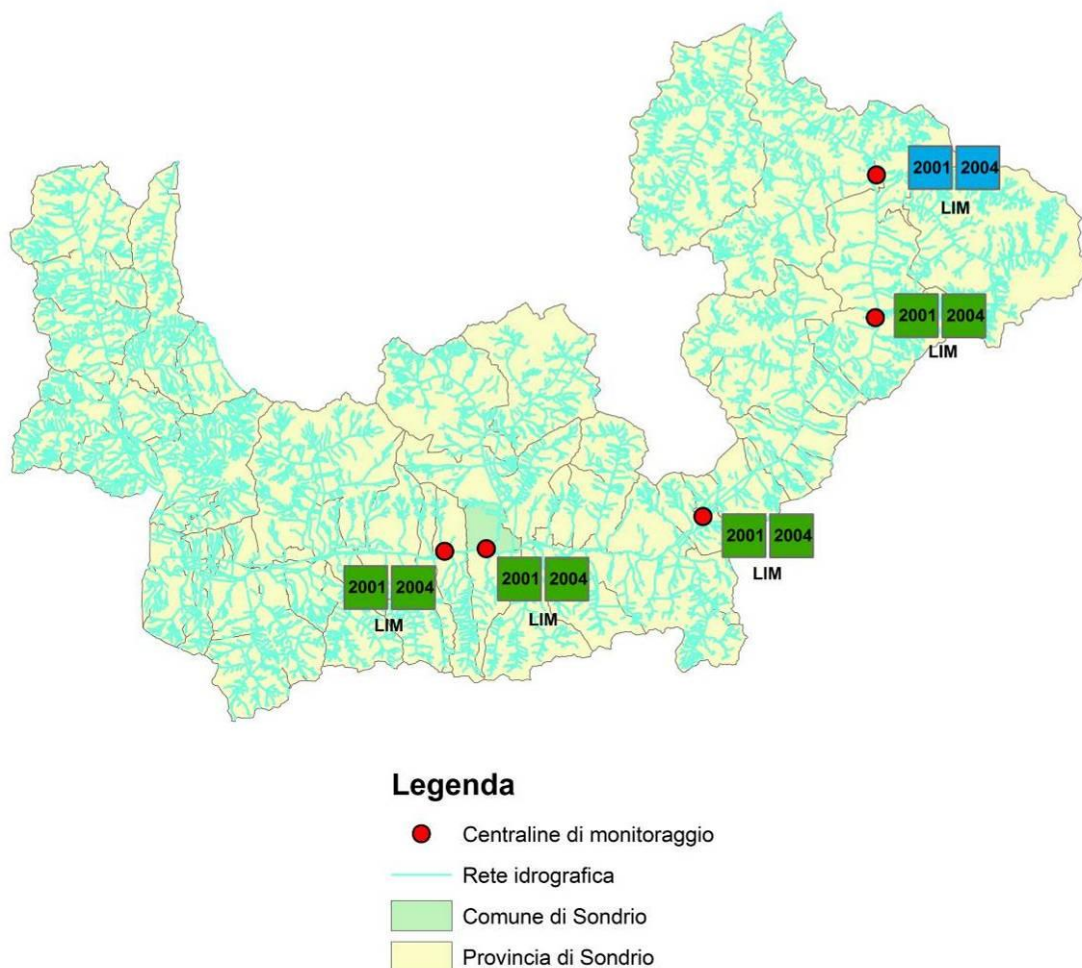 2001 2004
LIM
2001 2004
LIM
2001 2004
LIM
2001 2004
LIM
2001 2004
LIM
Legenda
Centraline di monitoraggio
Rete idrografica
Comune di Sondrio
Provincia di Sondrio